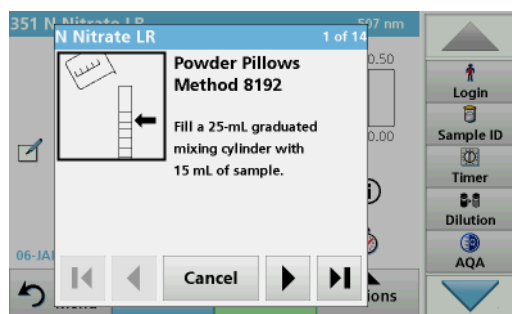 351 N Nitrate LR 507 nm
N Nitrate LR 1 of 14
Powder Pillows
Method 8192
Fill a 25-mL graduated
mixing cylinder with
15 mL of sample.
0.50
0.00
06-JA
Cancel
Menu
ions
Login
Sample ID
Timer
Dilution
AQA